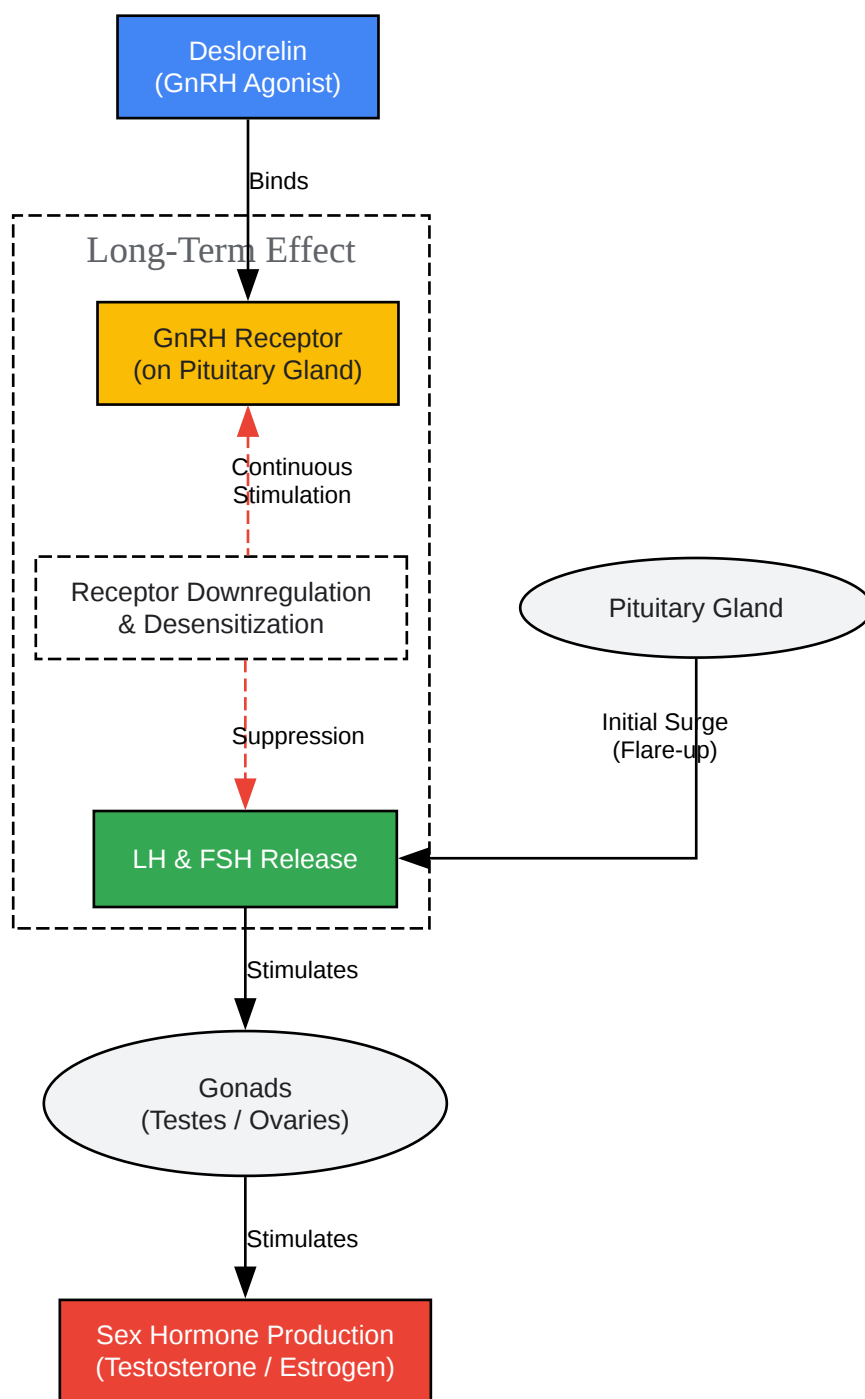 Deslorelin
(GnRH Agonist)
Binds
Long-Term Effect
GnRH Receptor
(on Pituitary Gland)
Continuous
Stimulation
Receptor Downregulation
& Desensitization
Pituitary Gland
Initial Surge
(Flare-up)
Suppression
LH & FSH Release
Stimulates
Gonads
(Testes / Ovaries)
Stimulates
Sex Hormone Production
(Testosterone / Estrogen)